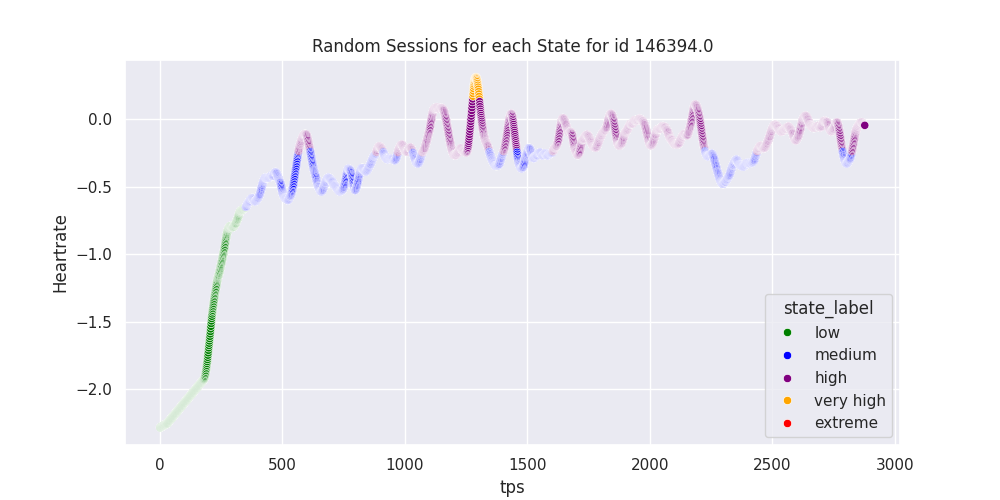 Random Sessions for each State for id 146394.0
Heartrate
0.0
−0.5
−1.0
−1.5
−2.0
0
500
1000
1500
2000
2500
3000
tps
state_label
low
medium
high
very high
extreme